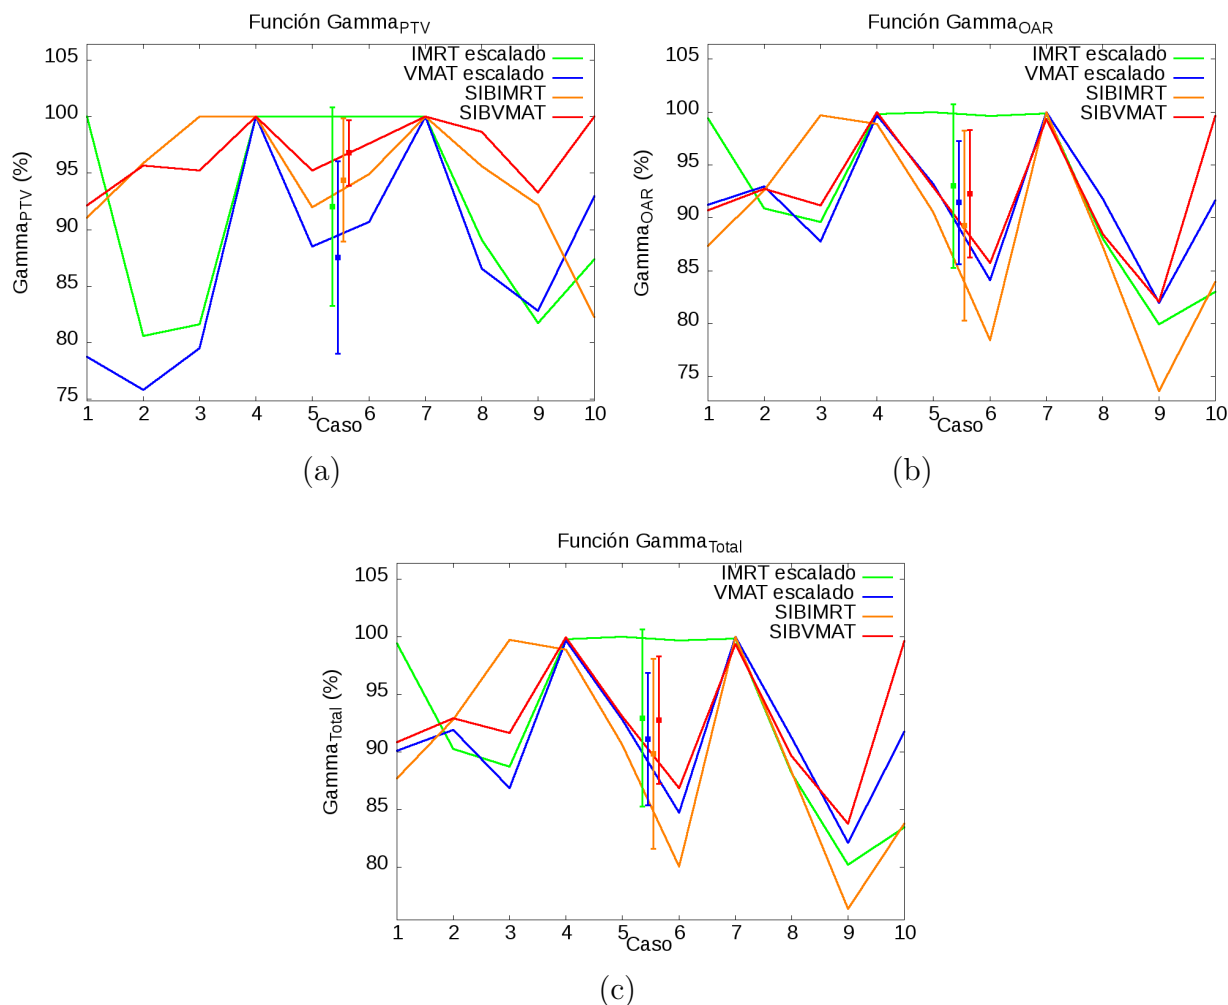 Función Gamma_PTV
105
100
95
90
85
80
75
Gamma_PTV (%)
IMRT escalado
VMAT escalado
SIBIMRT
SIBVMAT
1 2 3 4 5 6 7 8 9 10
Caso
(a)
Función Gamma_OAR
105
100
95
90
85
80
75
Gamma_OAR (%)
IMRT escalado
VMAT escalado
SIBIMRT
SIBVMAT
1 2 3 4 5 6 7 8 9 10
Caso
(b)
Función Gamma_Total
105
100
95
90
85
80
Gamma_Total (%)
IMRT escalado
VMAT escalado
SIBIMRT
SIBVMAT
1 2 3 4 5 6 7 8 9 10
Caso
(c)